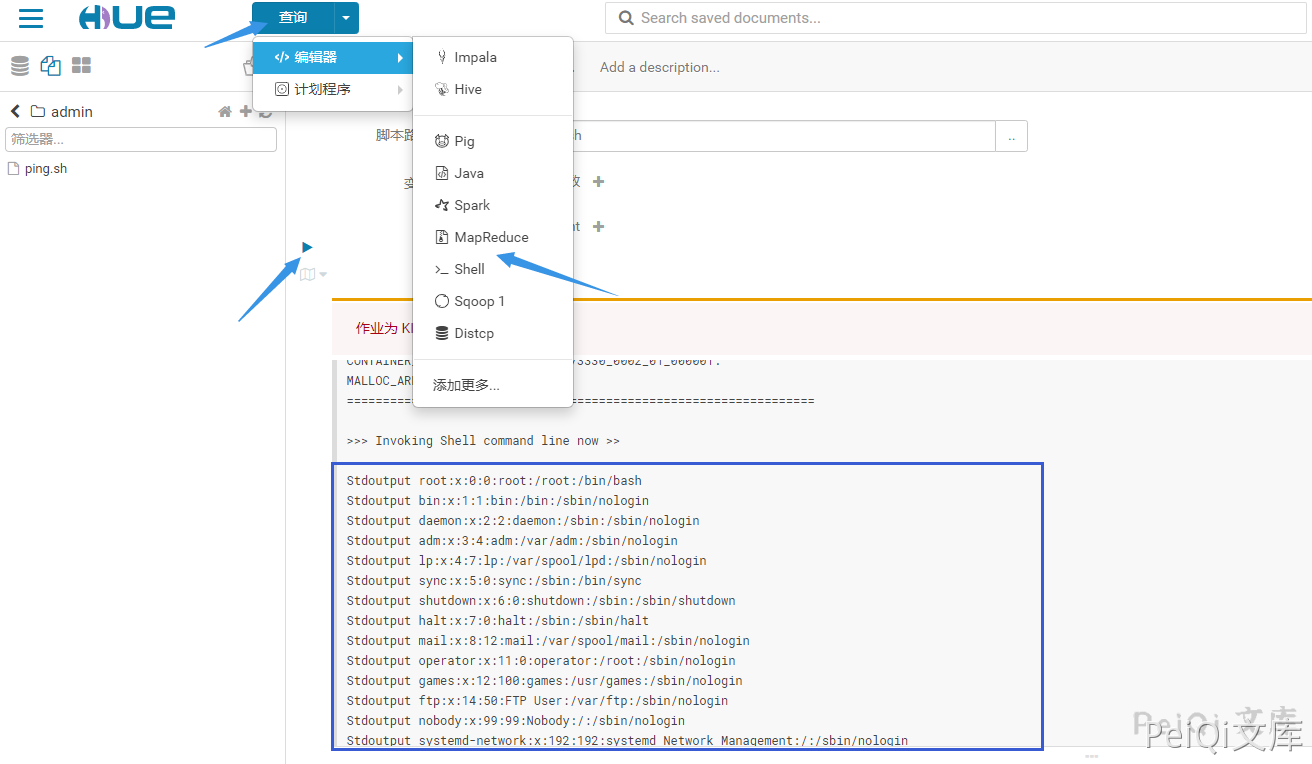 HUE
查询
Search saved documents...
编辑器
计划程序
Impala
Hive
Add a description...
admin
筛选器...
ping.sh
脚本路
h
..
Pig
Java
Spark
MapReduce
Shell
Sqoop 1
Distcp
添加更多...
变
数
nt
作业为 KI
CONTAINER_ 73330_0002_01_000001:
MALLOC_AR
=================================================================
>>> Invoking Shell command line now >>
Stdoutput root:x:0:0:root:/root:/bin/bash
Stdoutput bin:x:1:1:bin:/bin:/sbin/nologin
Stdoutput daemon:x:2:2:daemon:/sbin:/sbin/nologin
Stdoutput adm:x:3:4:adm:/var/adm:/sbin/nologin
Stdoutput lp:x:4:7:lp:/var/spool/lpd:/sbin/nologin
Stdoutput sync:x:5:0:sync:/sbin:/bin/sync
Stdoutput shutdown:x:6:0:shutdown:/sbin:/sbin/shutdown
Stdoutput halt:x:7:0:halt:/sbin:/sbin/halt
Stdoutput mail:x:8:12:mail:/var/spool/mail:/sbin/nologin
Stdoutput operator:x:11:0:operator:/root:/sbin/nologin
Stdoutput games:x:12:100:games:/usr/games:/sbin/nologin
Stdoutput ftp:x:14:50:FTP User:/var/ftp:/sbin/nologin
Stdoutput nobody:x:99:99:Nobody:/:/sbin/nologin
Stdoutput systemd-network:x:192:192:systemd Network Management:/:/sbin/nologin
PeiQi 文库
PeiQi文库